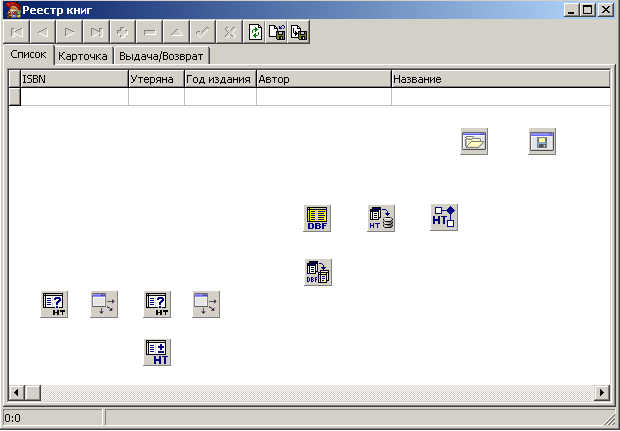 Реестр книг
Список Карточка Выдача/Возврат
ISBN Утеряна Год издания Автор Название
DBF HT HT
DBF
HT HT
HT
0:0